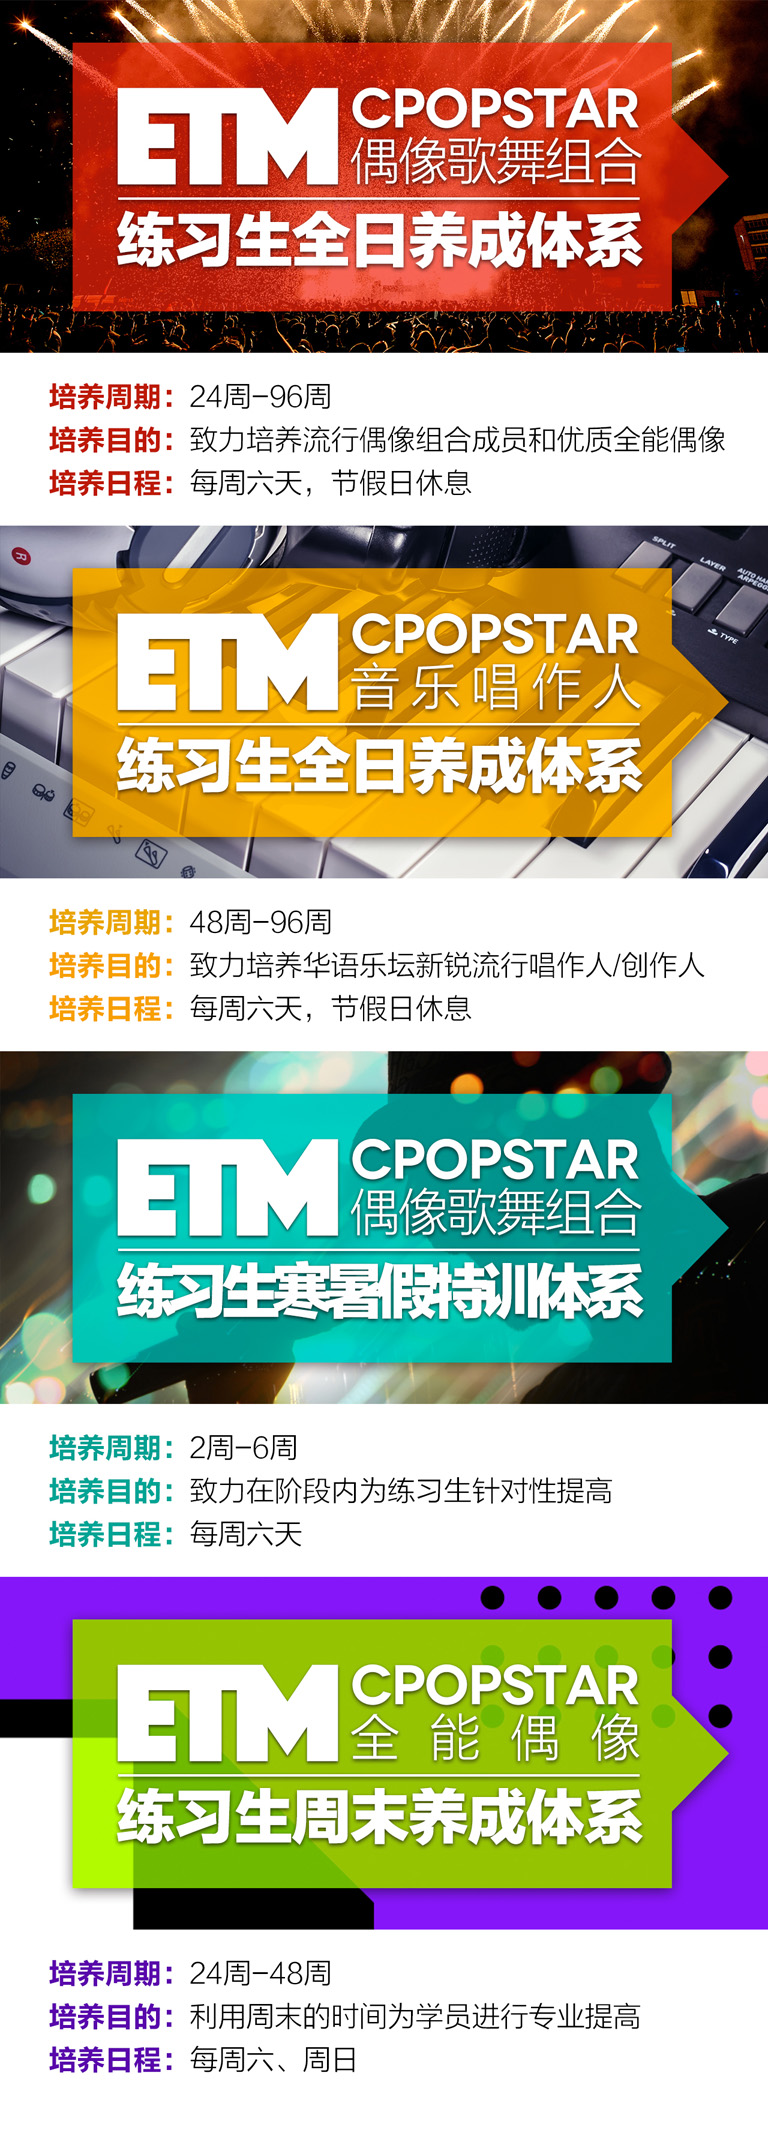 ETM CPOPSTAR
偶像歌舞组合
练习生全日养成体系
培养周期：24周-96周
培养目的：致力培养流行偶像组合成员和优质全能偶像
培养日程：每周六天，节假日休息
R
SPLIT
LAYER
AUTO HAR
ARPEGG
TYPE
ETM CPOPSTAR
音乐唱作人
练习生全日养成体系
培养周期：48周-96周
培养目的：致力培养华语乐坛新锐流行唱作人/创作人
培养日程：每周六天，节假日休息
ETM CPOPSTAR
偶像歌舞组合
练习生寒暑假特训体系
培养周期：2周-6周
培养目的：致力在阶段内为练习生针对性提高
培养日程：每周六天
ETM CPOPSTAR
全能偶像
练习生周末养成体系
培养周期：24周-48周
培养目的：利用周末的时间为学员进行专业提高
培养日程：每周六、周日